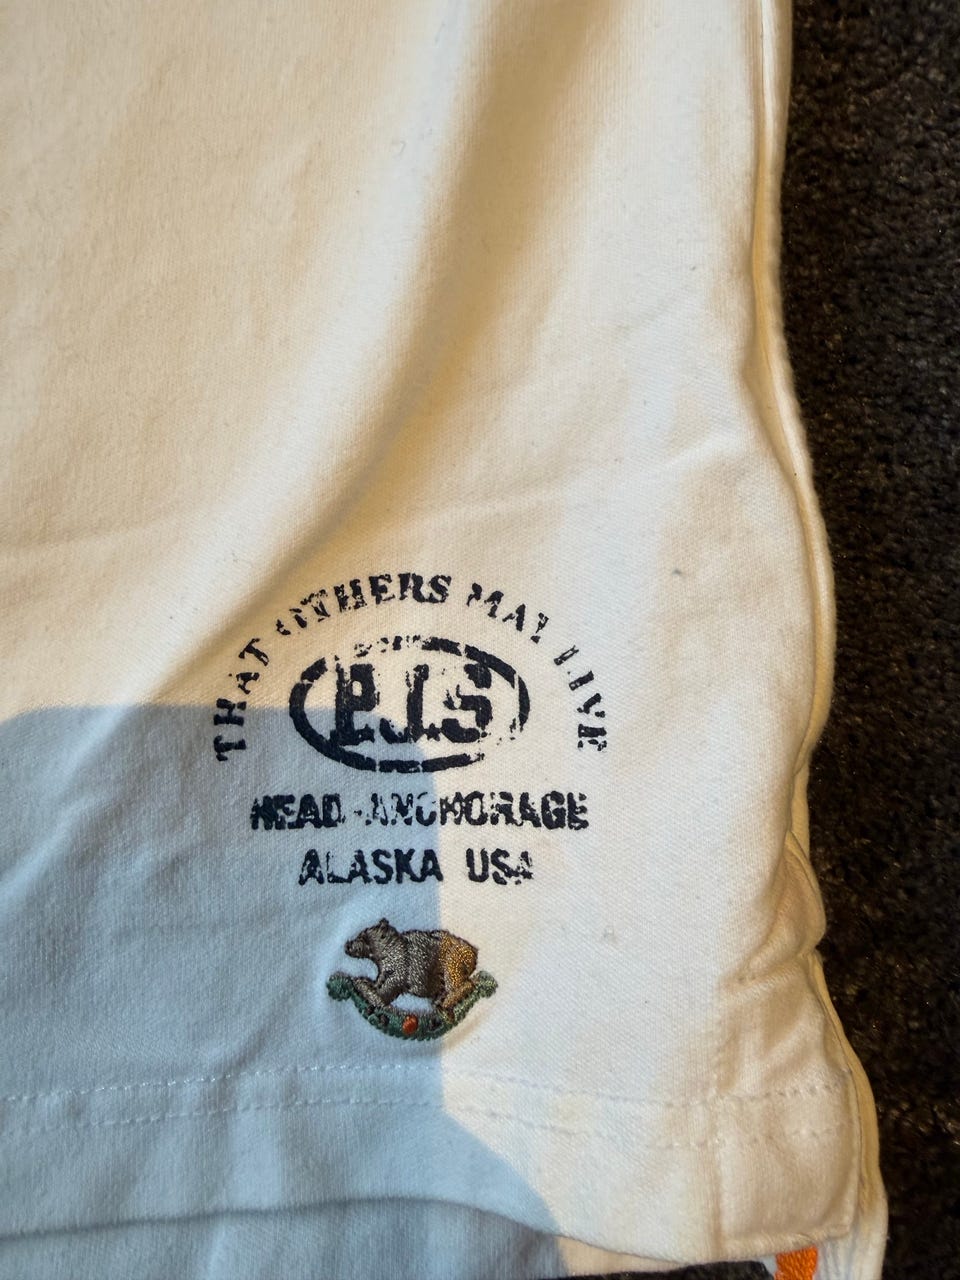 THAT OTHERS MAY LIVE
PJS
HEAD-ANCHORAGE
ALASKA USA